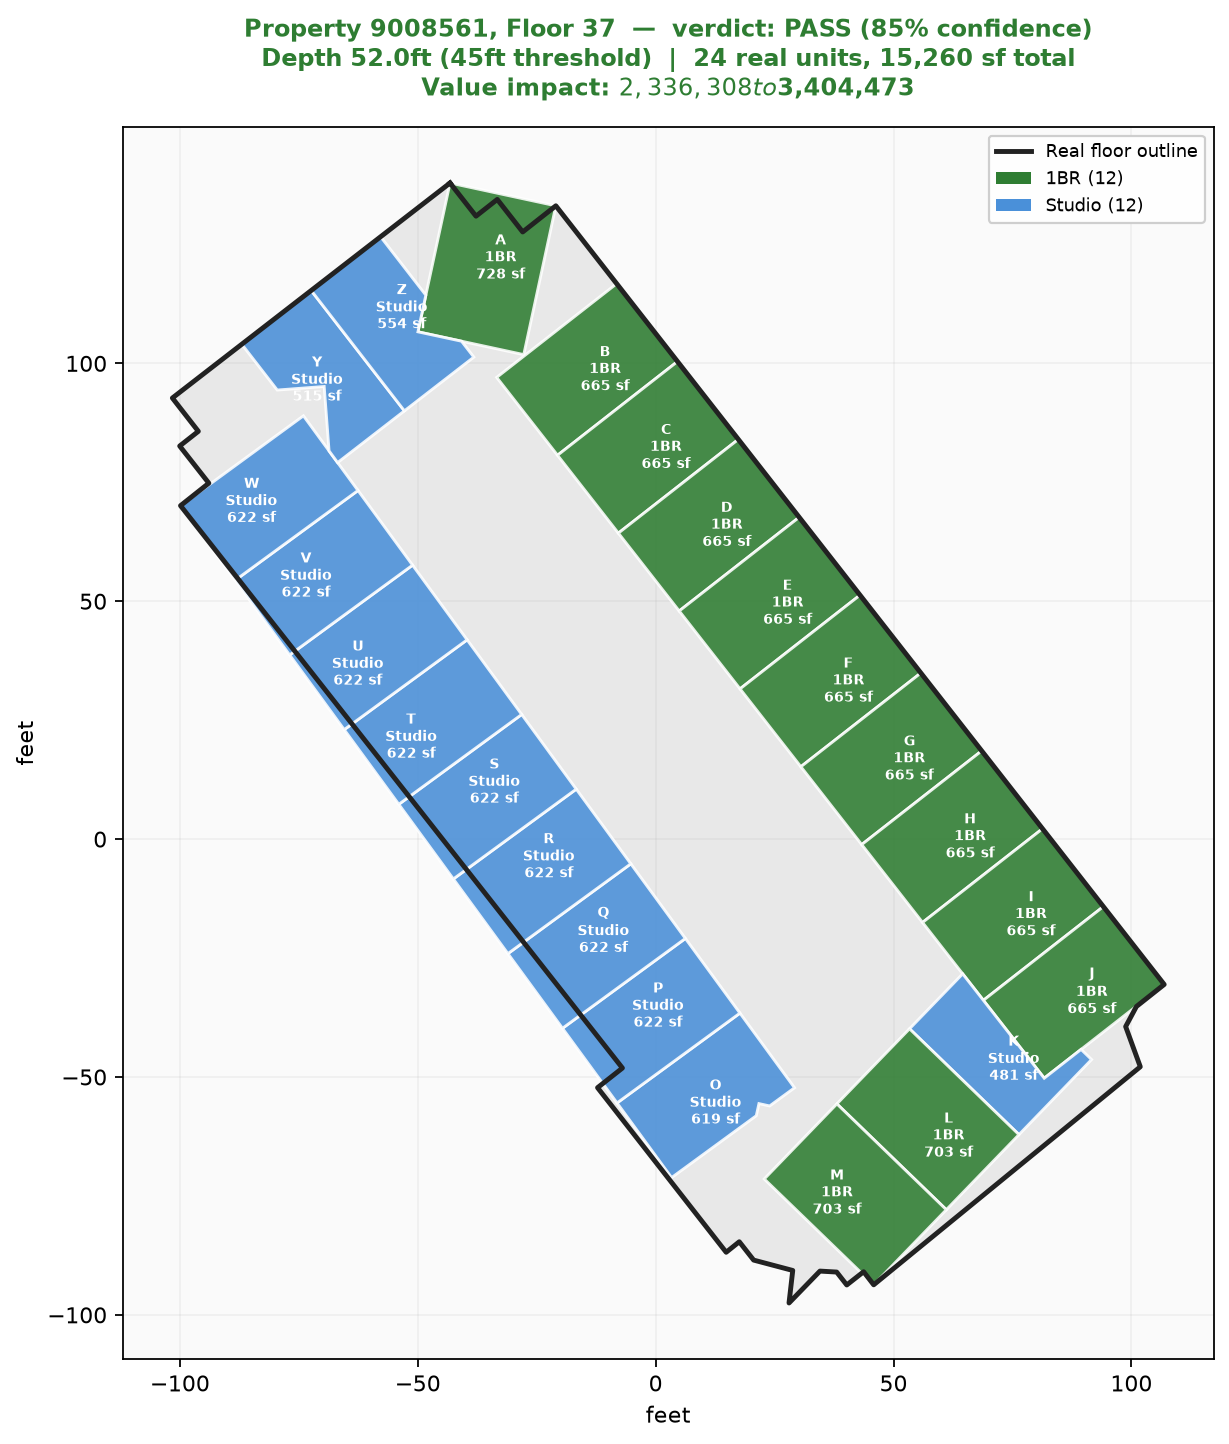 Property 9008561, Floor 37 — verdict: PASS (85% confidence)
Depth 52.0ft (45ft threshold) | 24 real units, 15,260 sf total
Value impact: 2,336,308to3,404,473
Real floor outline
1BR (12)
Studio (12)
A
1BR
728 sf
Z
Studio
554 sf
Y
Studio
515 sf
B
1BR
665 sf
C
1BR
665 sf
W
Studio
622 sf
D
1BR
665 sf
V
Studio
622 sf
E
1BR
665 sf
U
Studio
622 sf
F
1BR
665 sf
T
Studio
622 sf
G
1BR
665 sf
S
Studio
622 sf
H
1BR
665 sf
R
Studio
622 sf
I
1BR
665 sf
Q
Studio
622 sf
J
1BR
665 sf
P
Studio
622 sf
K
Studio
481 sf
O
Studio
619 sf
L
1BR
703 sf
M
1BR
703 sf
100
50
0
−50
−100
feet
−100
−50
0
50
100
feet